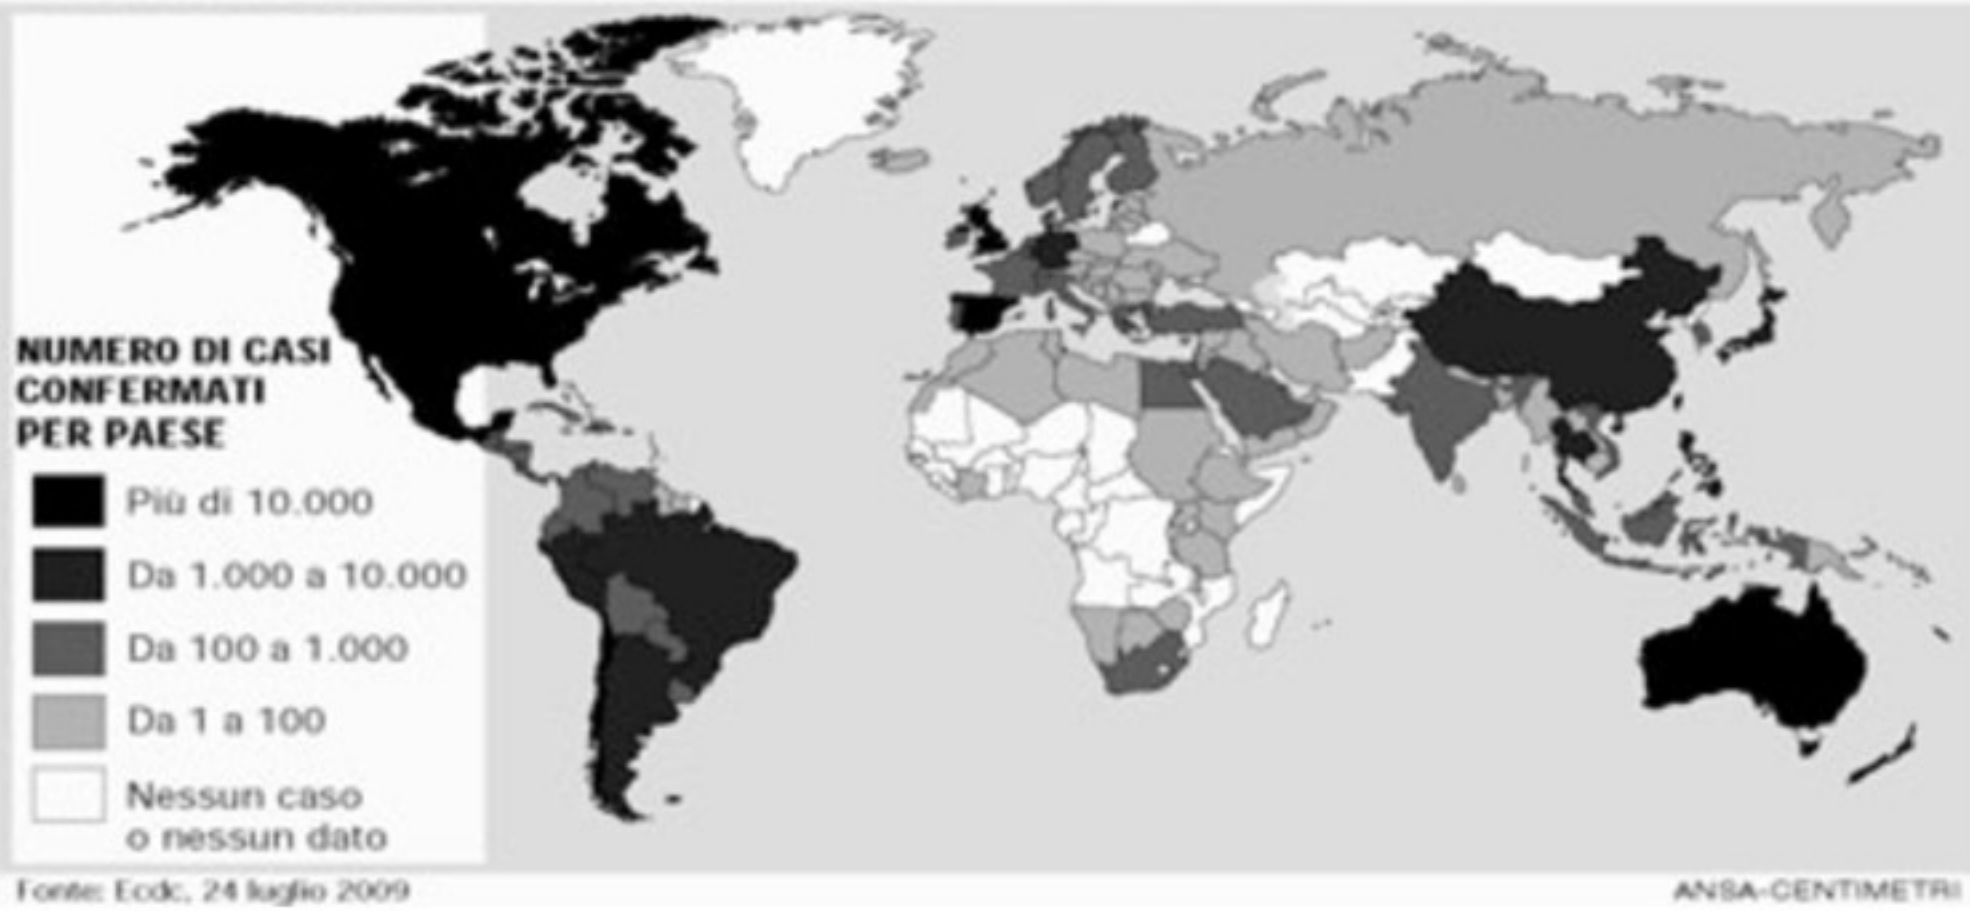 NUMERO DI CASI
CONFERMATI
PER PAESE
Più di 10.000
Da 1.000 a 10.000
Da 100 a 1.000
Da 1 a 100
Nessun caso
o nessun dato
Fonte: Ecdc, 24 luglio 2009
ANSA-CENTIMETRI